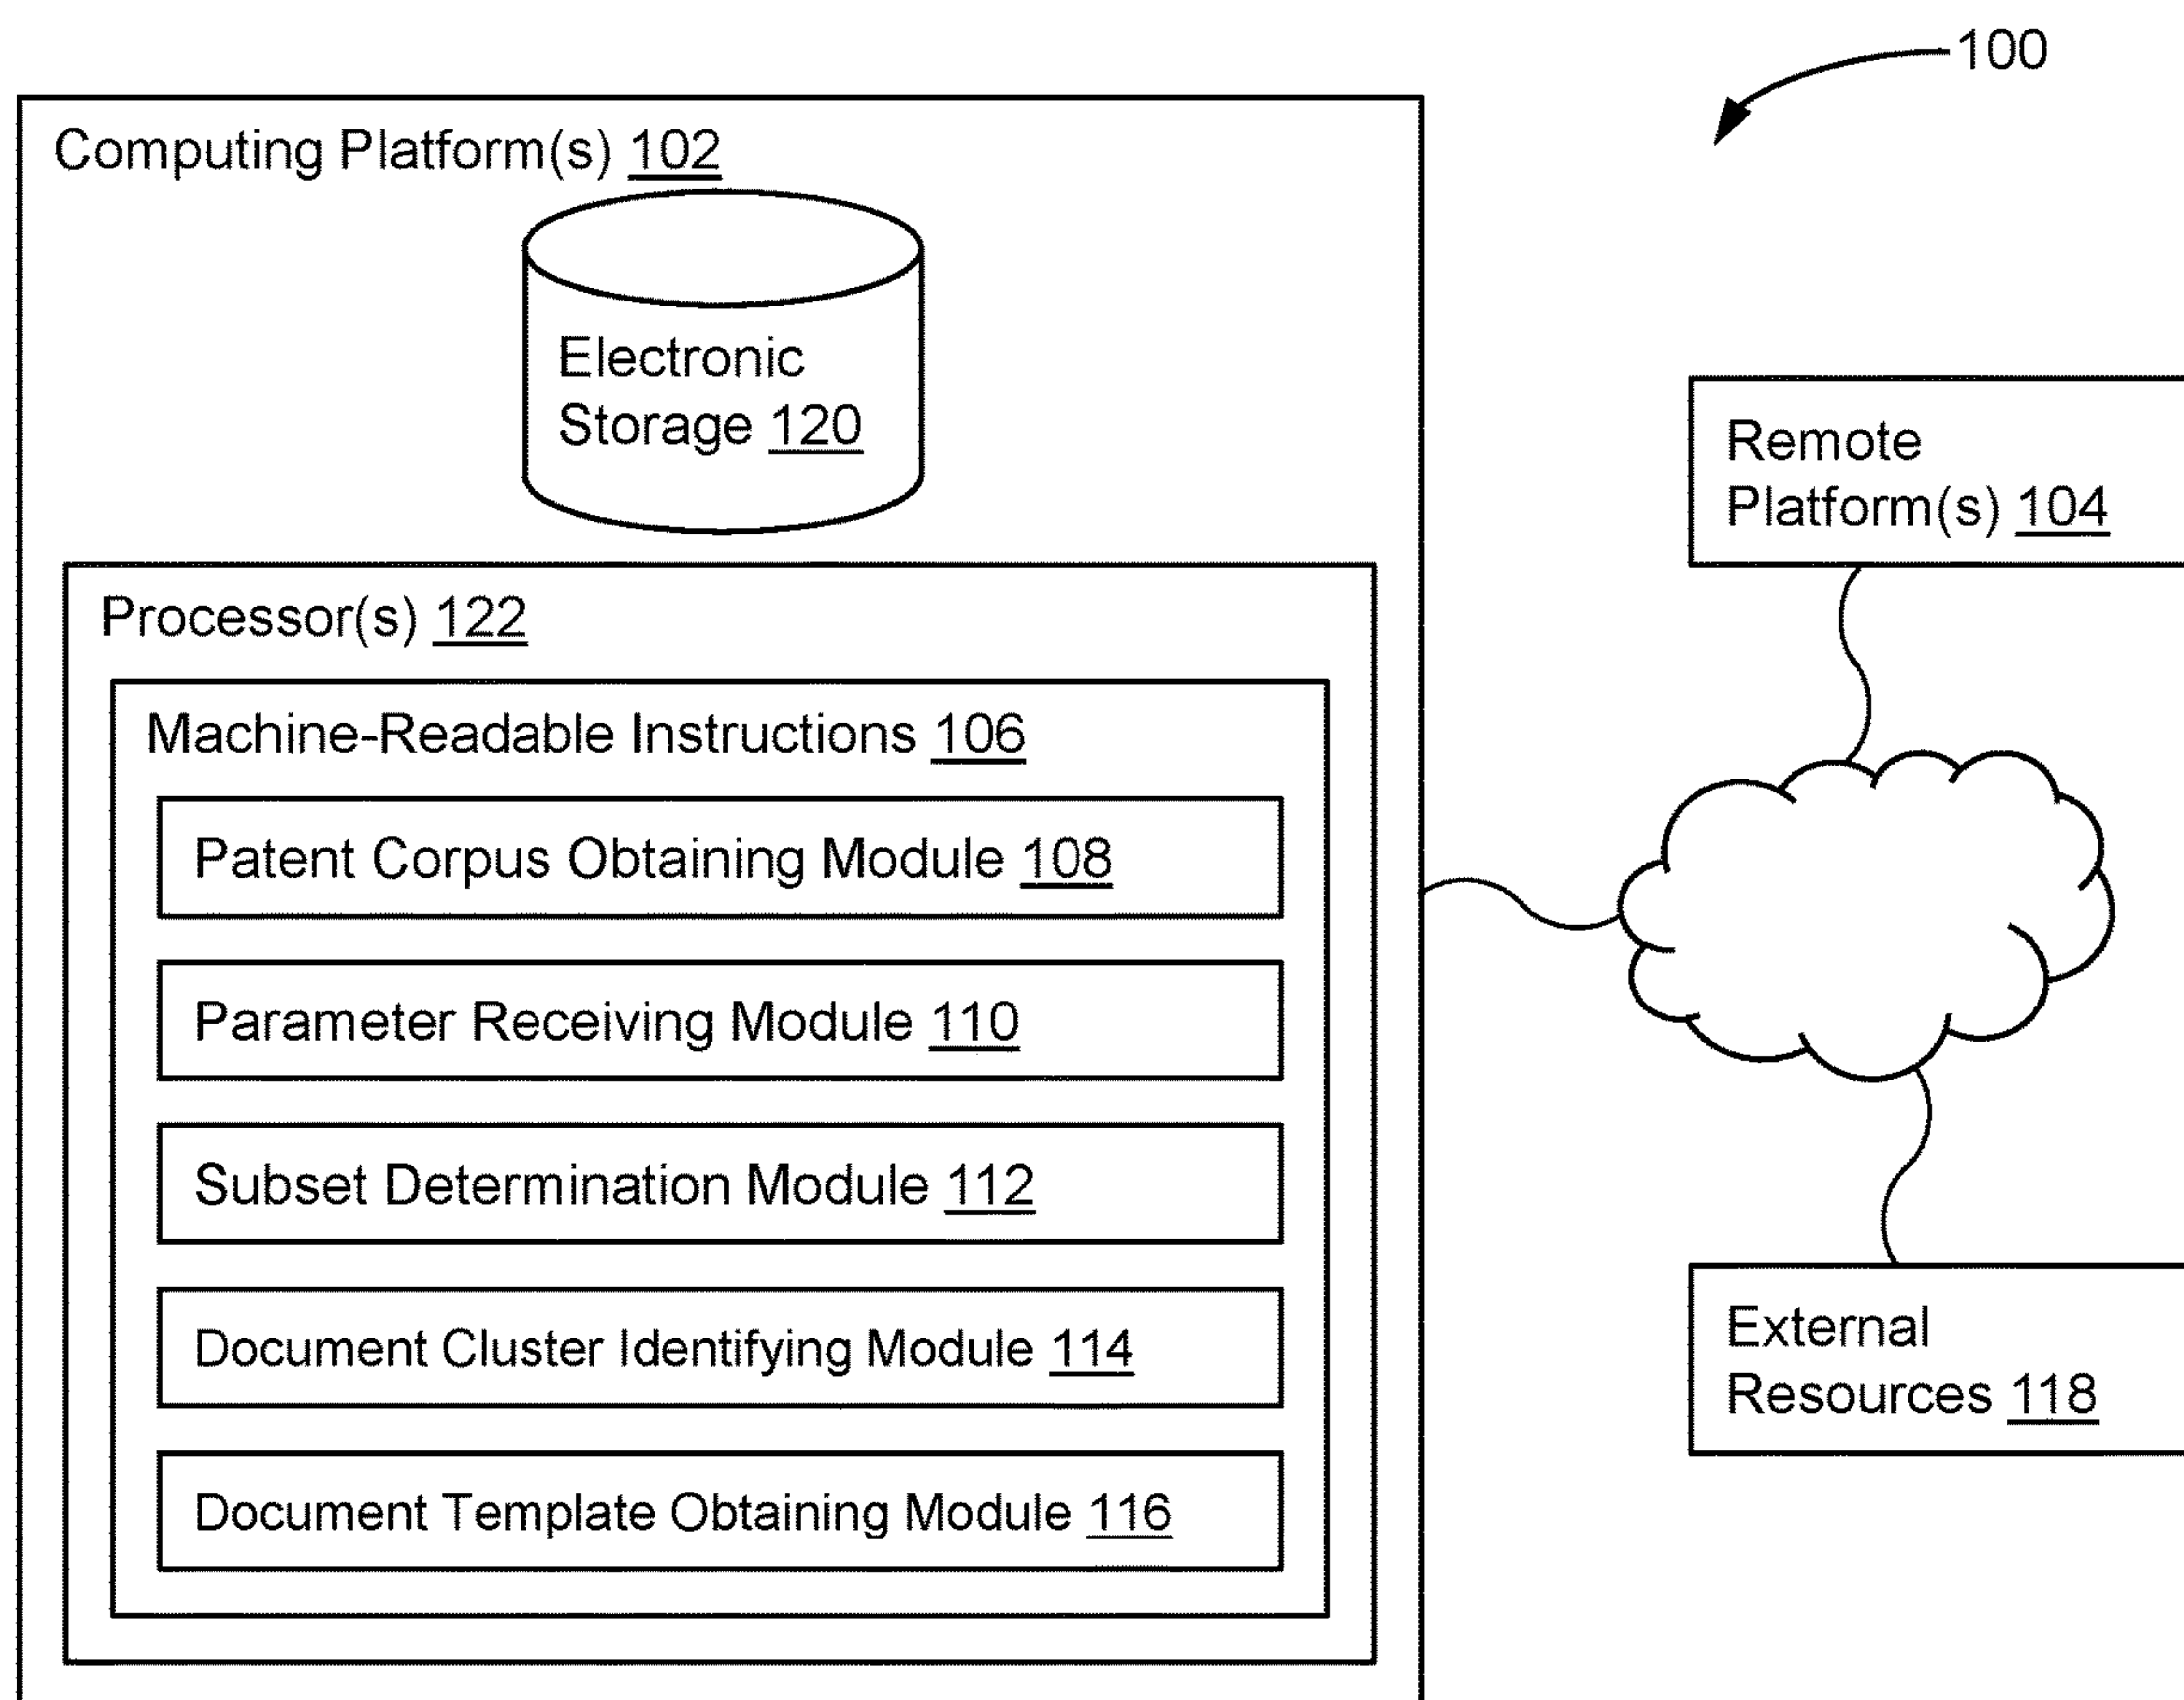 100
Computing Platform(s) 102
Electronic
Storage 120
Remote
Platform(s) 104
Processor(s) 122
Machine-Readable Instructions 106
Patent Corpus Obtaining Module 108
Parameter Receiving Module 110
Subset Determination Module 112
Document Cluster Identifying Module 114
Document Template Obtaining Module 116
External
Resources 118